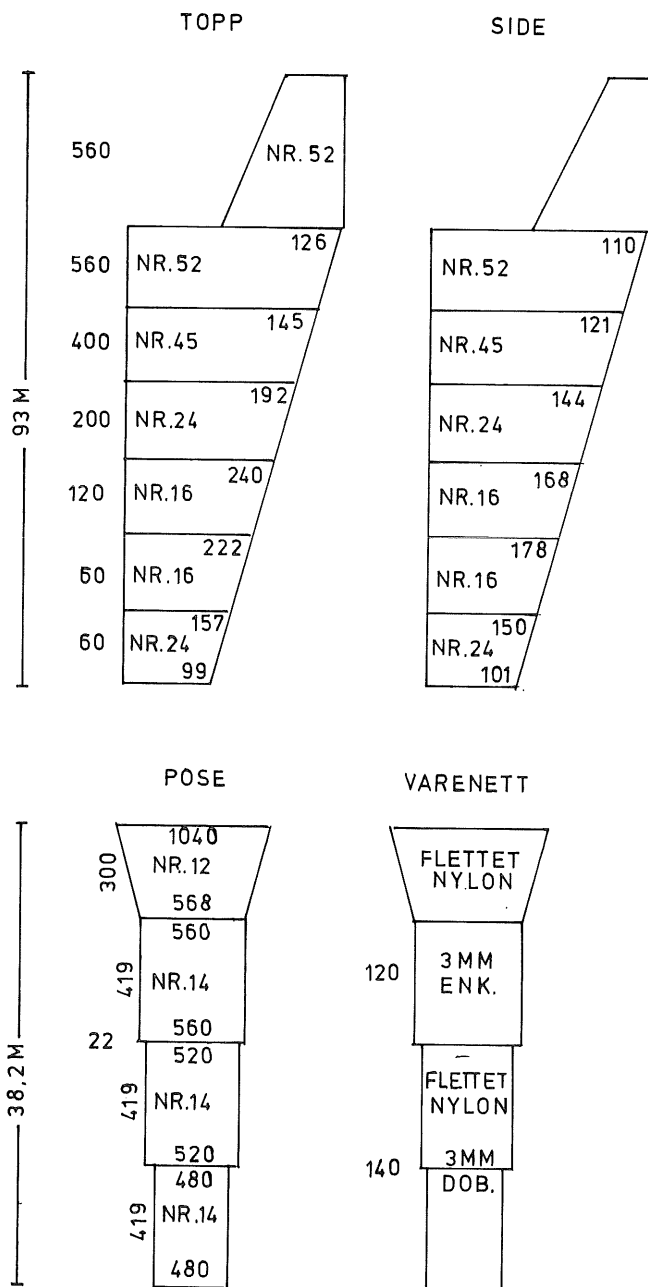 TOPP SIDE
560 NR. 52
126 110
560 NR.52 NR.52
145 121
400 NR.45 NR.45
192 144
93 M
200 NR.24 NR.24
240 168
120 NR.16 NR.16
222 178
60 NR.16 NR.16
157 150
60 NR.24 NR.24
99 101
POSE VARENETT
1040
300 NR.12 FLETTET
NYLON
568
560
419 NR.14 120 3MM
ENK.
560
22
520
38,2 M
419 NR.14 FLETTET
NYLON
520 140 3MM
480 DOB.
419 NR.14
480